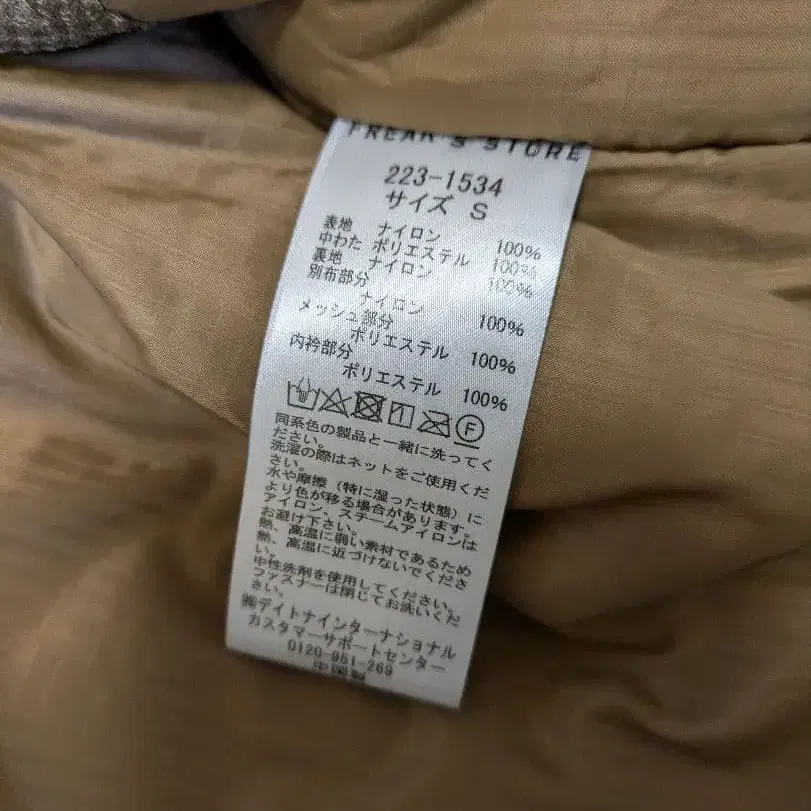 FREAK'S STORE
223-1534
サイズ S
表地 ナイロン 100%
中わた ポリエステル 100%
裏地 ナイロン 100%
別布部分
ナイロン 100%
メッシュ部分
ポリエステル 100%
内衿部分
ポリエステル 100%
F
同系色の製品と一緒に洗ってく
ださい。
洗濯の際はネットをご使用くだ
さい。
水や摩擦（特に湿った状態）に
より色が移る場合があります。
アイロン、スチームアイロンは
お避け下さい。
熱、高温に弱い素材であるため
熱、高温に近づけないでくださ
い。
中性洗剤を使用してください。
ファスナーは閉じてお洗いくだ
さい。
㈱デイトナインターナショナル
カスタマーサポートセンター
0120-951-269
中国製